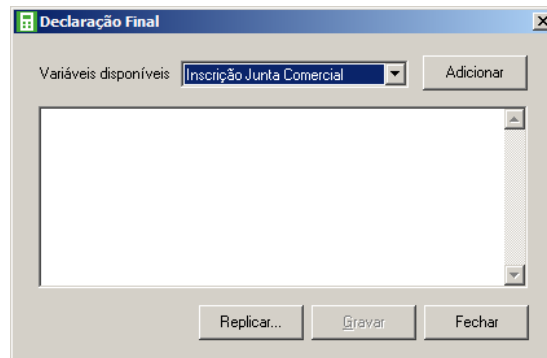 Declaração Final
Variáveis disponíveis Inscrição Junta Comercial Adicionar
Replicar... Gravar Fechar